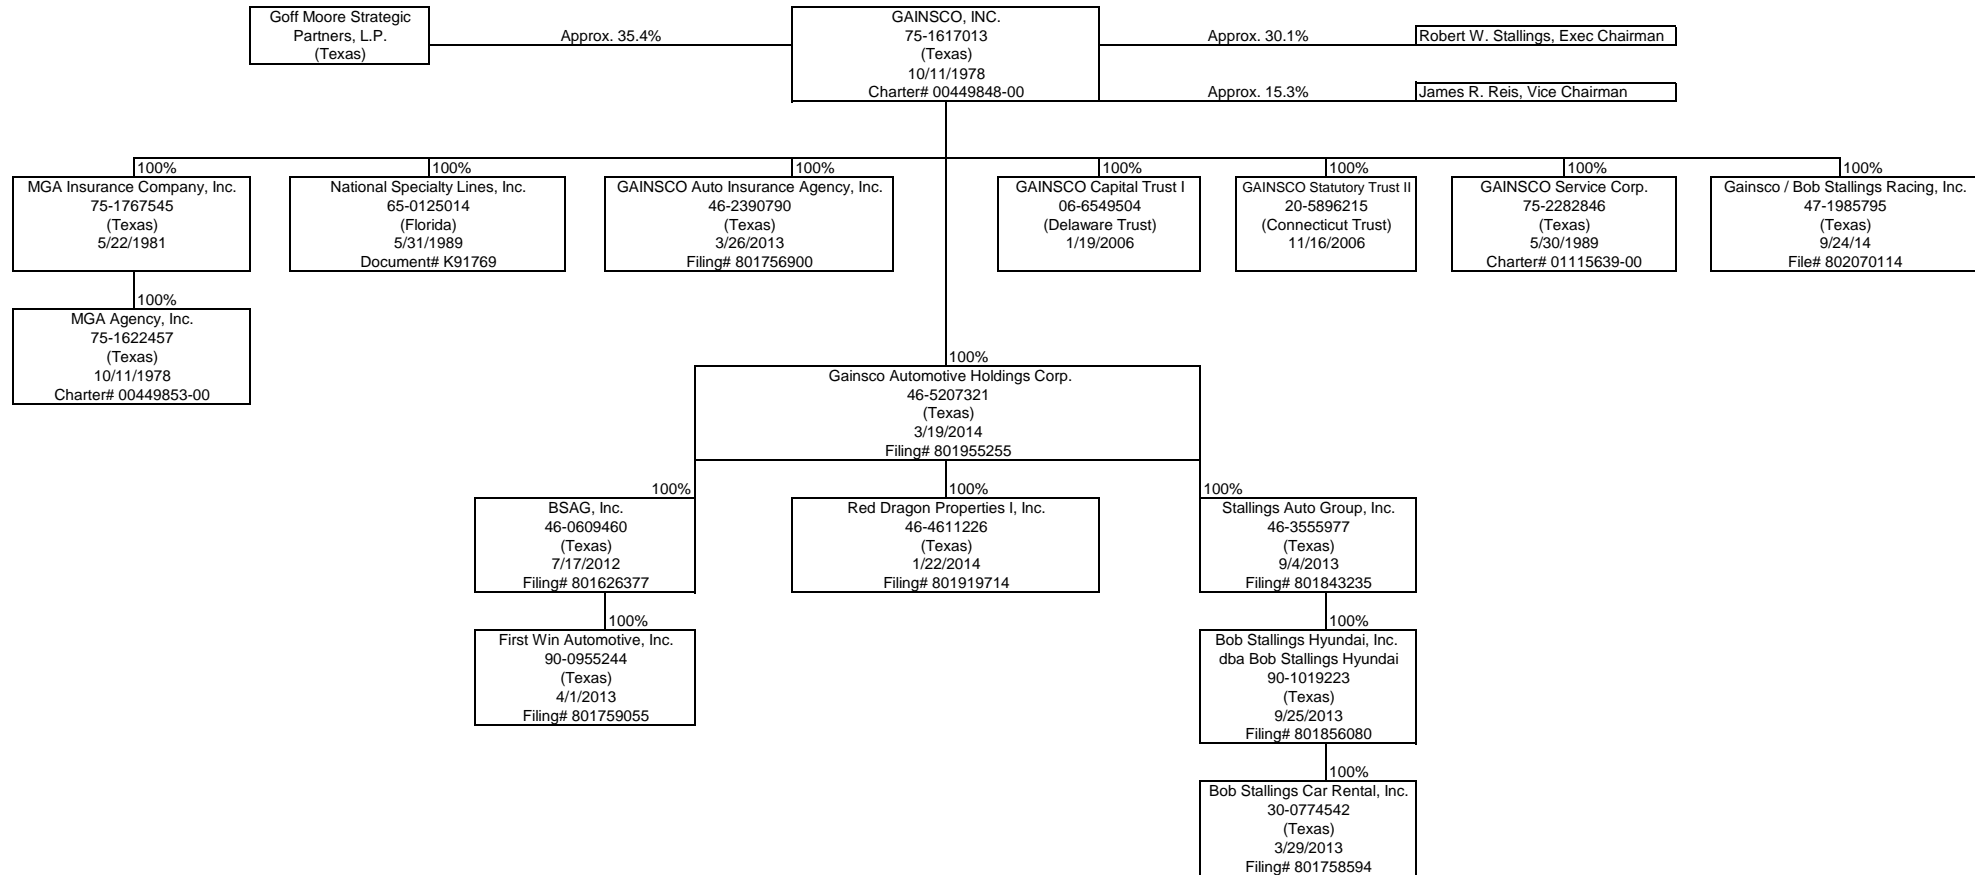 Goff Moore Strategic
Partners, L.P.
(Texas)
Approx. 35.4%
GAINSCO, INC.
75-1617013
(Texas)
10/11/1978
Charter# 00449848-00
Approx. 30.1%
Robert W. Stallings, Exec Chairman
Approx. 15.3%
James R. Reis, Vice Chairman
100%
MGA Insurance Company, Inc.
75-1767545
(Texas)
5/22/1981
100%
National Specialty Lines, Inc.
65-0125014
(Florida)
5/31/1989
Document# K91769
100%
GAINSCO Auto Insurance Agency, Inc.
46-2390790
(Texas)
3/26/2013
Filing# 801756900
100%
GAINSCO Capital Trust I
06-6549504
(Delaware Trust)
1/19/2006
100%
GAINSCO Statutory Trust II
20-5896215
(Connecticut Trust)
11/16/2006
100%
GAINSCO Service Corp.
75-2282846
(Texas)
5/30/1989
Charter# 01115639-00
100%
Gainsco / Bob Stallings Racing, Inc.
47-1985795
(Texas)
9/24/14
File# 802070114
100%
MGA Agency, Inc.
75-1622457
(Texas)
10/11/1978
Charter# 00449853-00
100%
Gainsco Automotive Holdings Corp.
46-5207321
(Texas)
3/19/2014
Filing# 801955255
100%
BSAG, Inc.
46-0609460
(Texas)
7/17/2012
Filing# 801626377
100%
Red Dragon Properties I, Inc.
46-4611226
(Texas)
1/22/2014
Filing# 801919714
100%
Stallings Auto Group, Inc.
46-3555977
(Texas)
9/4/2013
Filing# 801843235
100%
First Win Automotive, Inc.
90-0955244
(Texas)
4/1/2013
Filing# 801759055
100%
Bob Stallings Hyundai, Inc.
dba Bob Stallings Hyundai
90-1019223
(Texas)
9/25/2013
Filing# 801856080
100%
Bob Stallings Car Rental, Inc.
30-0774542
(Texas)
3/29/2013
Filing# 801758594